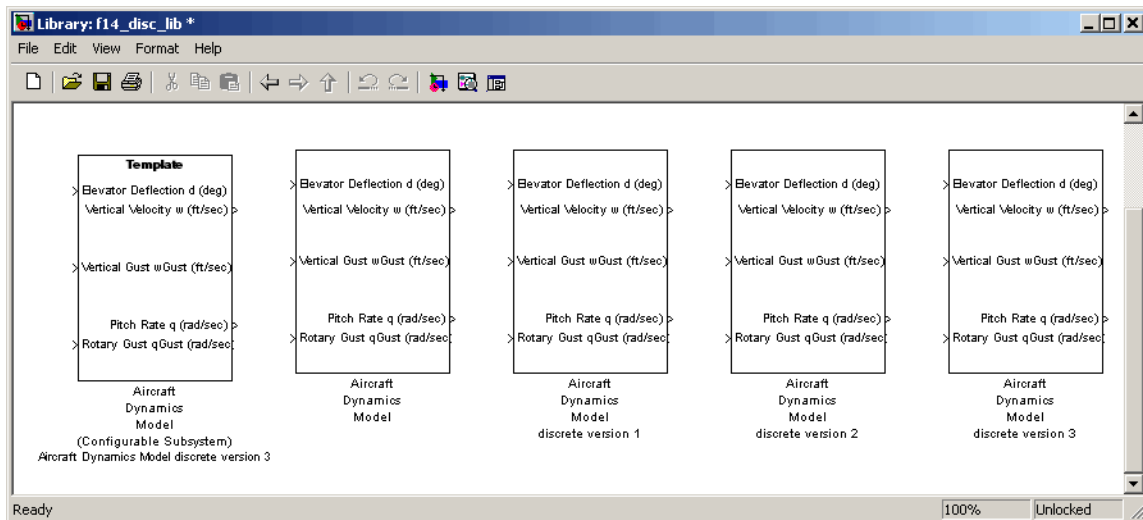 Library: f14_disc_lib *
File Edit View Format Help
Template
Elevator Deflection d (deg)
Vertical Velocity w (ft/sec)
Vertical Gust wGust (ft/sec)
Pitch Rate q (rad/sec)
Rotary Gust qGust (rad/sec
Aircraft
Dynamics
Model
(Configurable Subsystem)
Aircraft Dynamics Model discrete version 3
Elevator Deflection d (deg)
Vertical Velocity w (ft/sec)
Vertical Gust wGust (ft/sec)
Pitch Rate q (rad/sec)
Rotary Gust qGust (rad/sec
Aircraft
Dynamics
Model
Elevator Deflection d (deg)
Vertical Velocity w (ft/sec)
Vertical Gust wGust (ft/sec)
Pitch Rate q (rad/sec)
Rotary Gust qGust (rad/sec
Aircraft
Dynamics
Model
discrete version 1
Elevator Deflection d (deg)
Vertical Velocity w (ft/sec)
Vertical Gust wGust (ft/sec)
Pitch Rate q (rad/sec)
Rotary Gust qGust (rad/sec
Aircraft
Dynamics
Model
discrete version 2
Elevator Deflection d (deg)
Vertical Velocity w (ft/sec)
Vertical Gust wGust (ft/sec)
Pitch Rate q (rad/sec)
Rotary Gust qGust (rad/sec
Aircraft
Dynamics
Model
discrete version 3
Ready 100% Unlocked